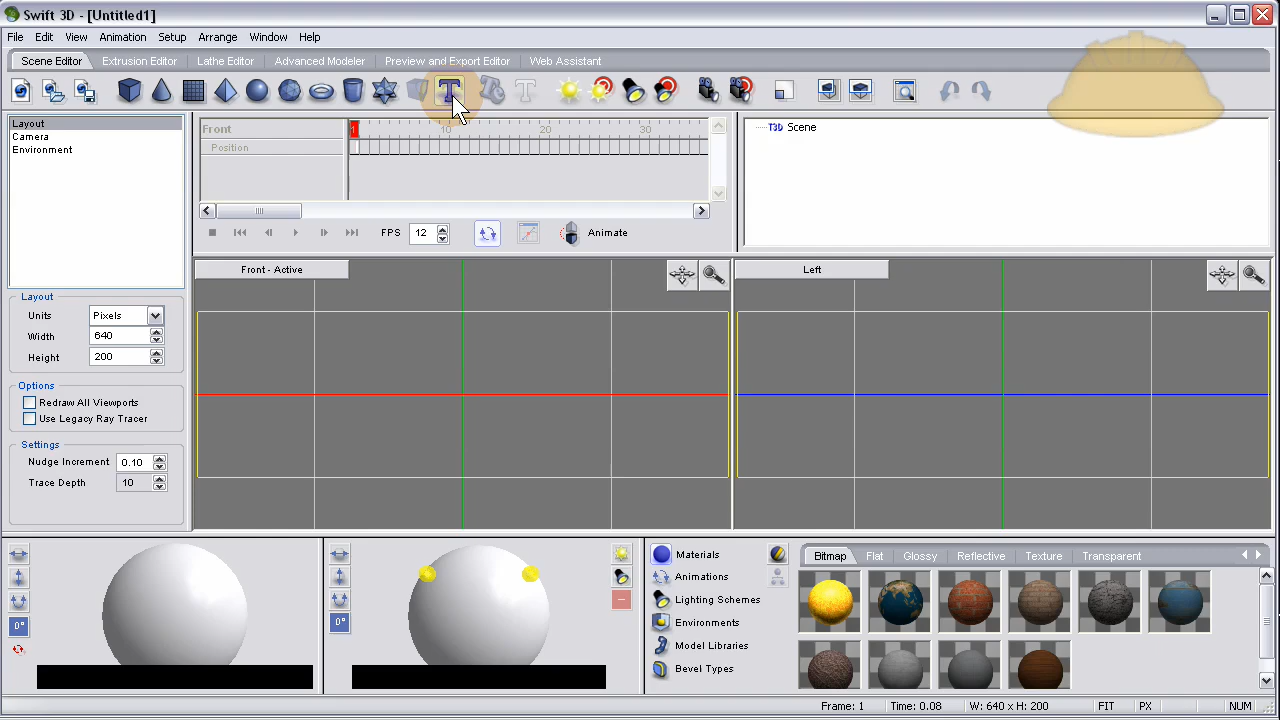 Swift 3D - [Untitled1]
File Edit View Animation Setup Arrange Window Help
Scene Editor Extrusion Editor Lathe Editor Advanced Modeler Preview and Export Editor Web Assistant
Layout
Camera
Environment
Front
1 10 20 30
Position
FPS 12 Animate
T3D Scene
Front - Active
Left
Layout
Units Pixels
Width 640
Height 200
Options
Redraw All Viewports
Use Legacy Ray Tracer
Settings
Nudge Increment 0.10
Trace Depth 10
0°
0°
Materials
Animations
Lighting Schemes
Environments
Model Libraries
Bevel Types
Bitmap Flat Glossy Reflective Texture Transparent
Frame: 1 Time: 0.08 W: 640 x H: 200 FIT PX NUM